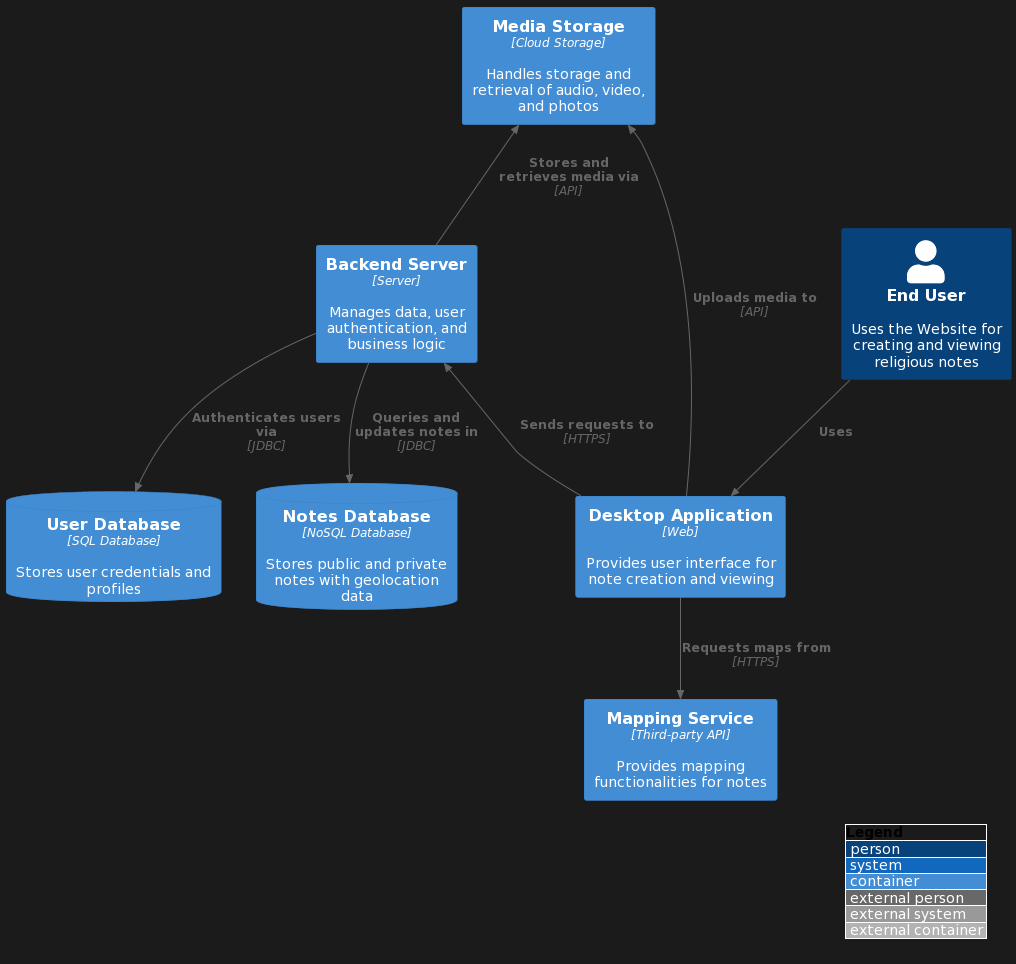 Media Storage
[Cloud Storage]
Handles storage and
retrieval of audio, video,
and photos
Stores and
retrieves media via
[API]
Backend Server
[Server]
Manages data, user
authentication, and
business logic
Uploads media to
[API]
End User
Uses the Website for
creating and viewing
religious notes
Authenticates users
via
[JDBC]
Queries and
updates notes in
[JDBC]
Sends requests to
[HTTPS]
Uses
User Database
[SQL Database]
Stores user credentials and
profiles
Notes Database
[NoSQL Database]
Stores public and private
notes with geolocation
data
Desktop Application
[Web]
Provides user interface for
note creation and viewing
Requests maps from
[HTTPS]
Mapping Service
[Third-party API]
Provides mapping
functionalities for notes
Legend
person
system
container
external person
external system
external container